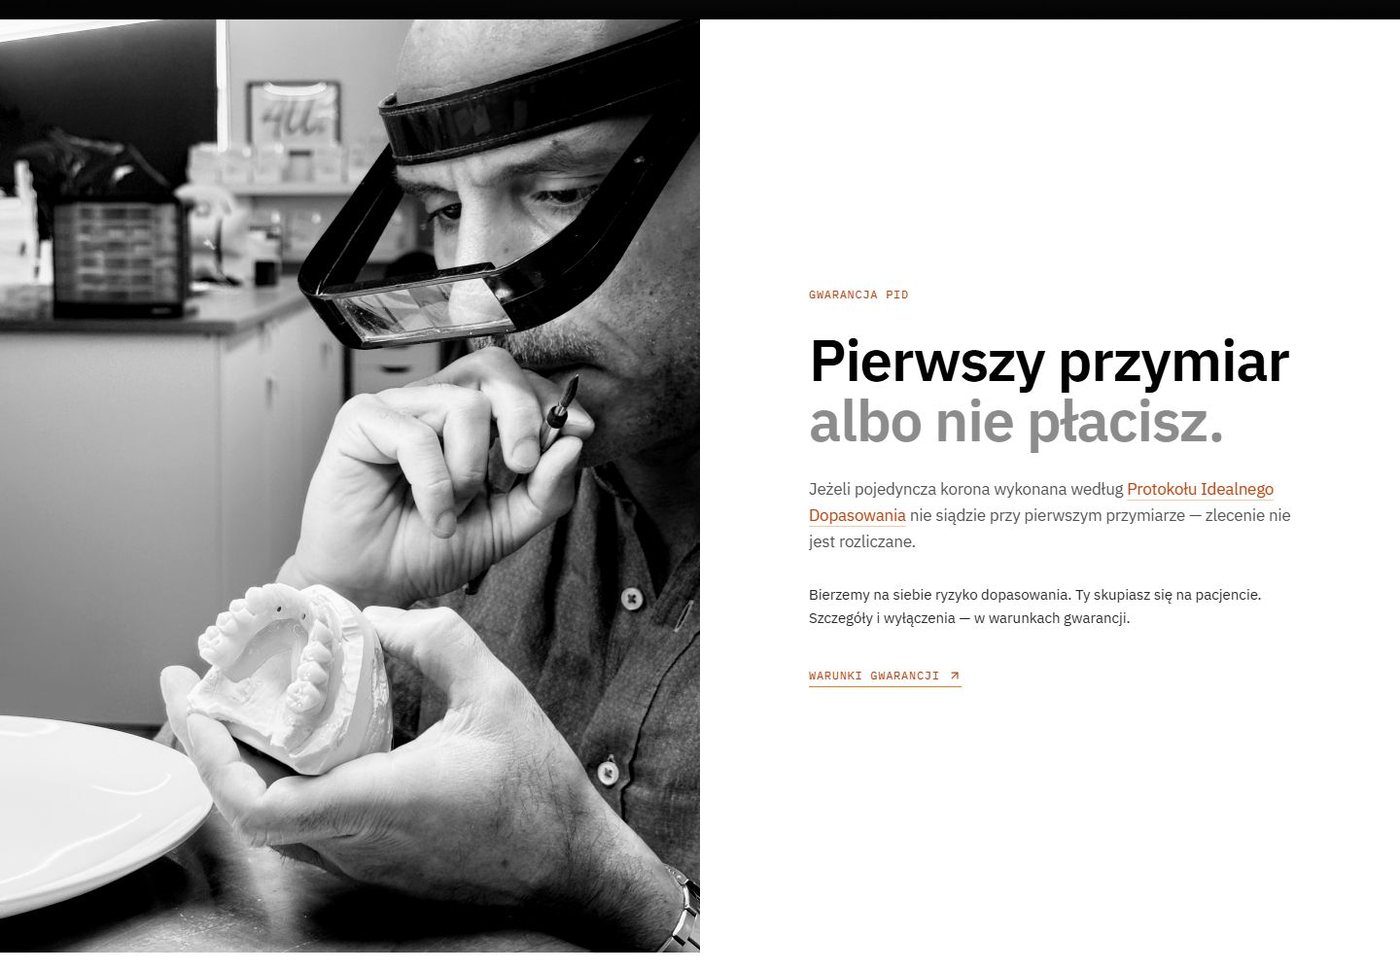 4U.
GWARANCJA PID
Pierwszy przymiar
albo nie płacisz.
Jeżeli pojedyncza korona wykonana według Protokołu Idealnego
Dopasowania nie siądzie przy pierwszym przymiarze — zlecenie nie
jest rozliczane.
Bierzemy na siebie ryzyko dopasowania. Ty skupiasz się na pacjencie.
Szczegóły i wyłączenia — w warunkach gwarancji.
WARUNKI GWARANCJI ↗